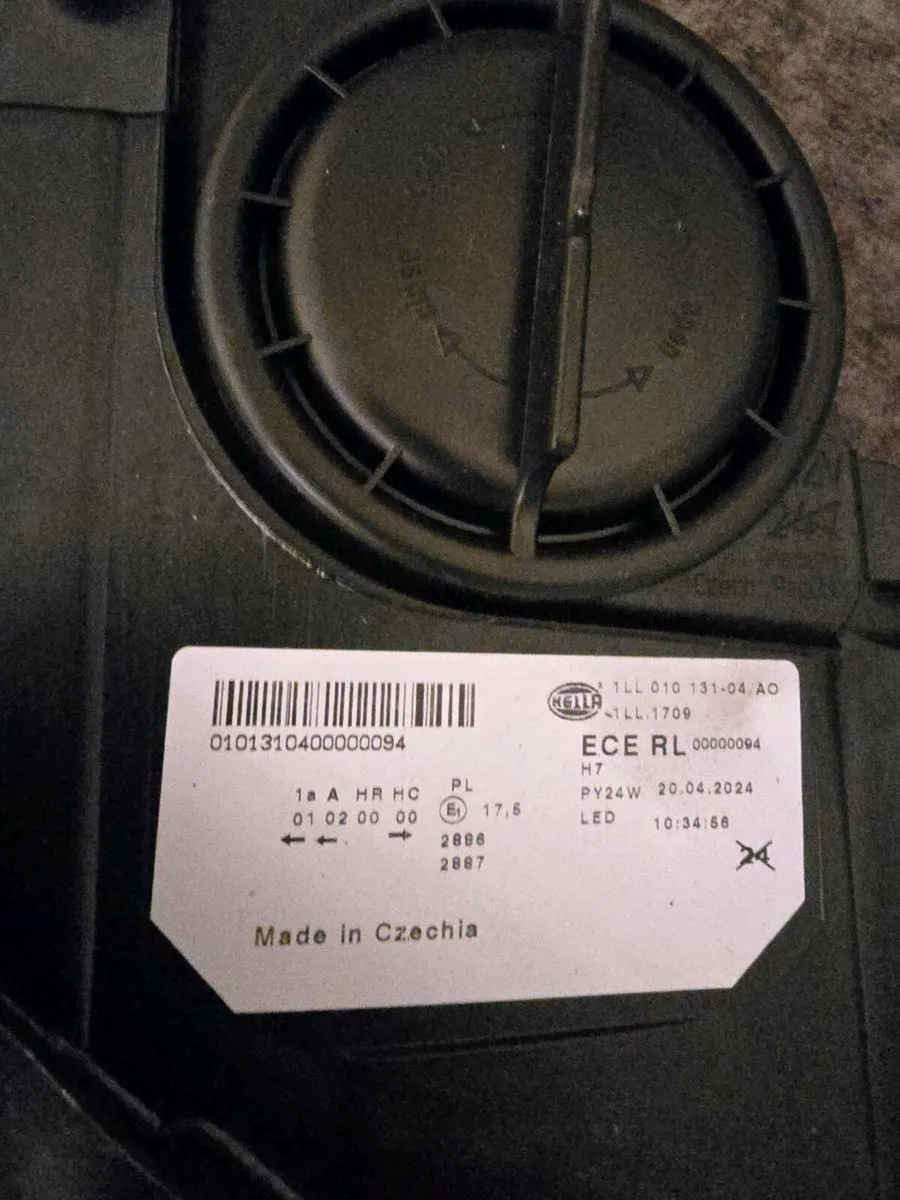 open
0101310400000094
HELLA 1LL 010 131-04 AO
1LL.1709
ECE RL 00000094
H7
PY24W 20.04.2024
LED 10:34:56
24
1a A HR HC PL
01 02 00 00 E1 17,5
2886
2887
Made in Czechia